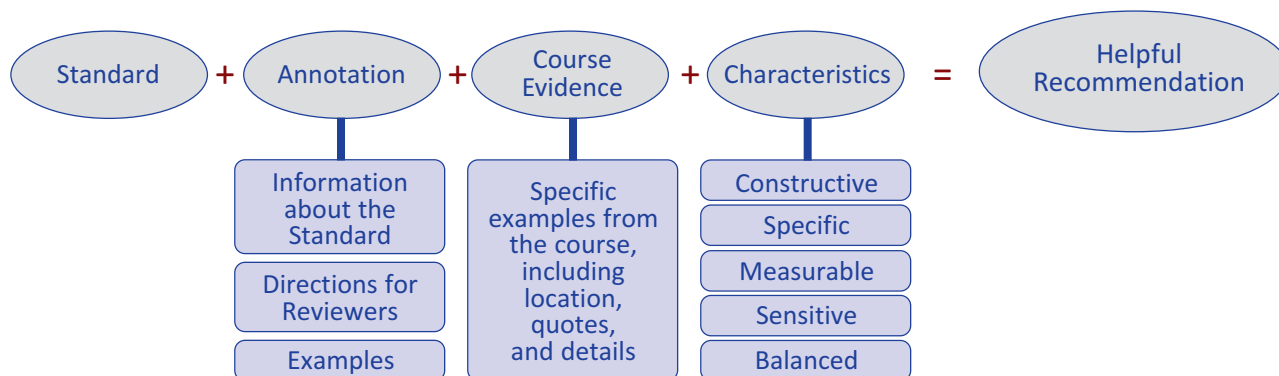 Standard
+
Annotation
+
Course
Evidence
+
Characteristics
=
Helpful
Recommendation
Information
about the
Standard
Directions for
Reviewers
Examples
Specific
examples from
the course,
including
location,
quotes,
and details
Constructive
Specific
Measurable
Sensitive
Balanced